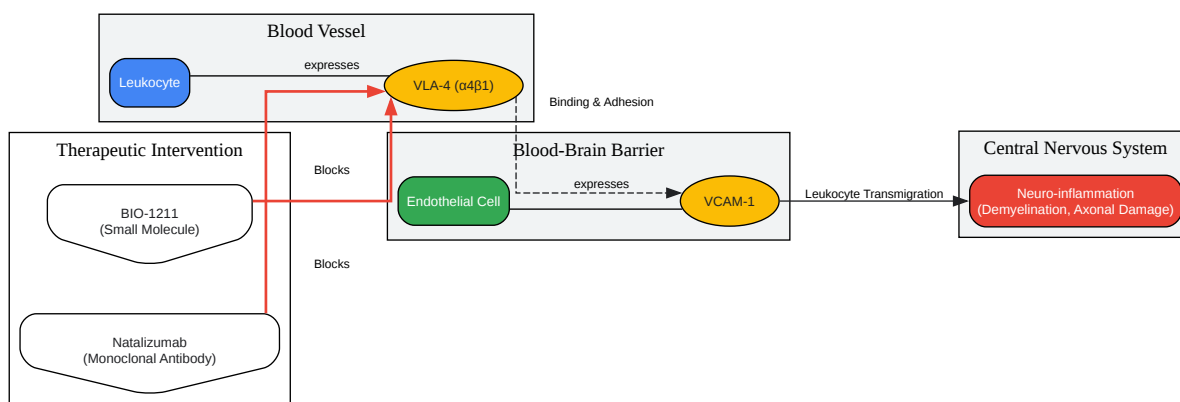 Blood Vessel
Leukocyte
expresses
VLA-4 (α4β1)
Binding & Adhesion
Therapeutic Intervention
BIO-1211
(Small Molecule)
Blocks
Blocks
Natalizumab
(Monoclonal Antibody)
Blood-Brain Barrier
Endothelial Cell
expresses
VCAM-1
Leukocyte Transmigration
Central Nervous System
Neuro-inflammation
(Demyelination, Axonal Damage)